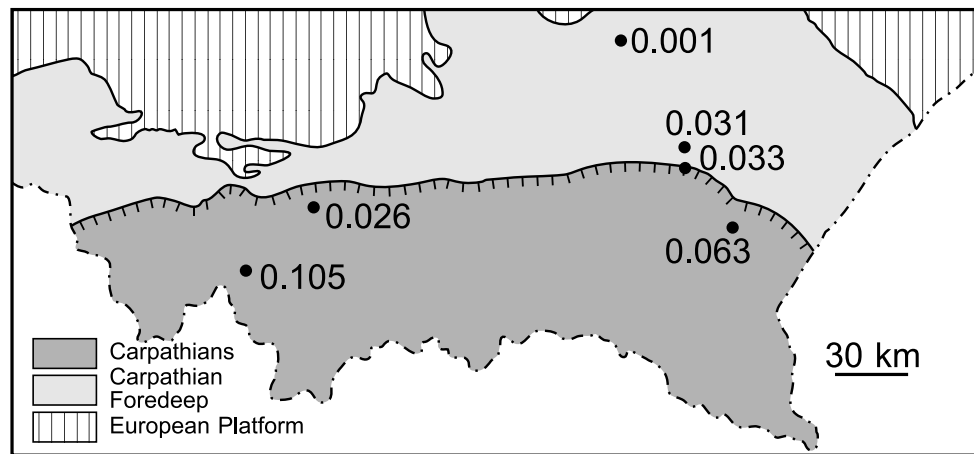 0.001
0.031
0.033
0.026
0.063
0.105
30 km
Carpathians
Carpathian
Foredeep
European Platform